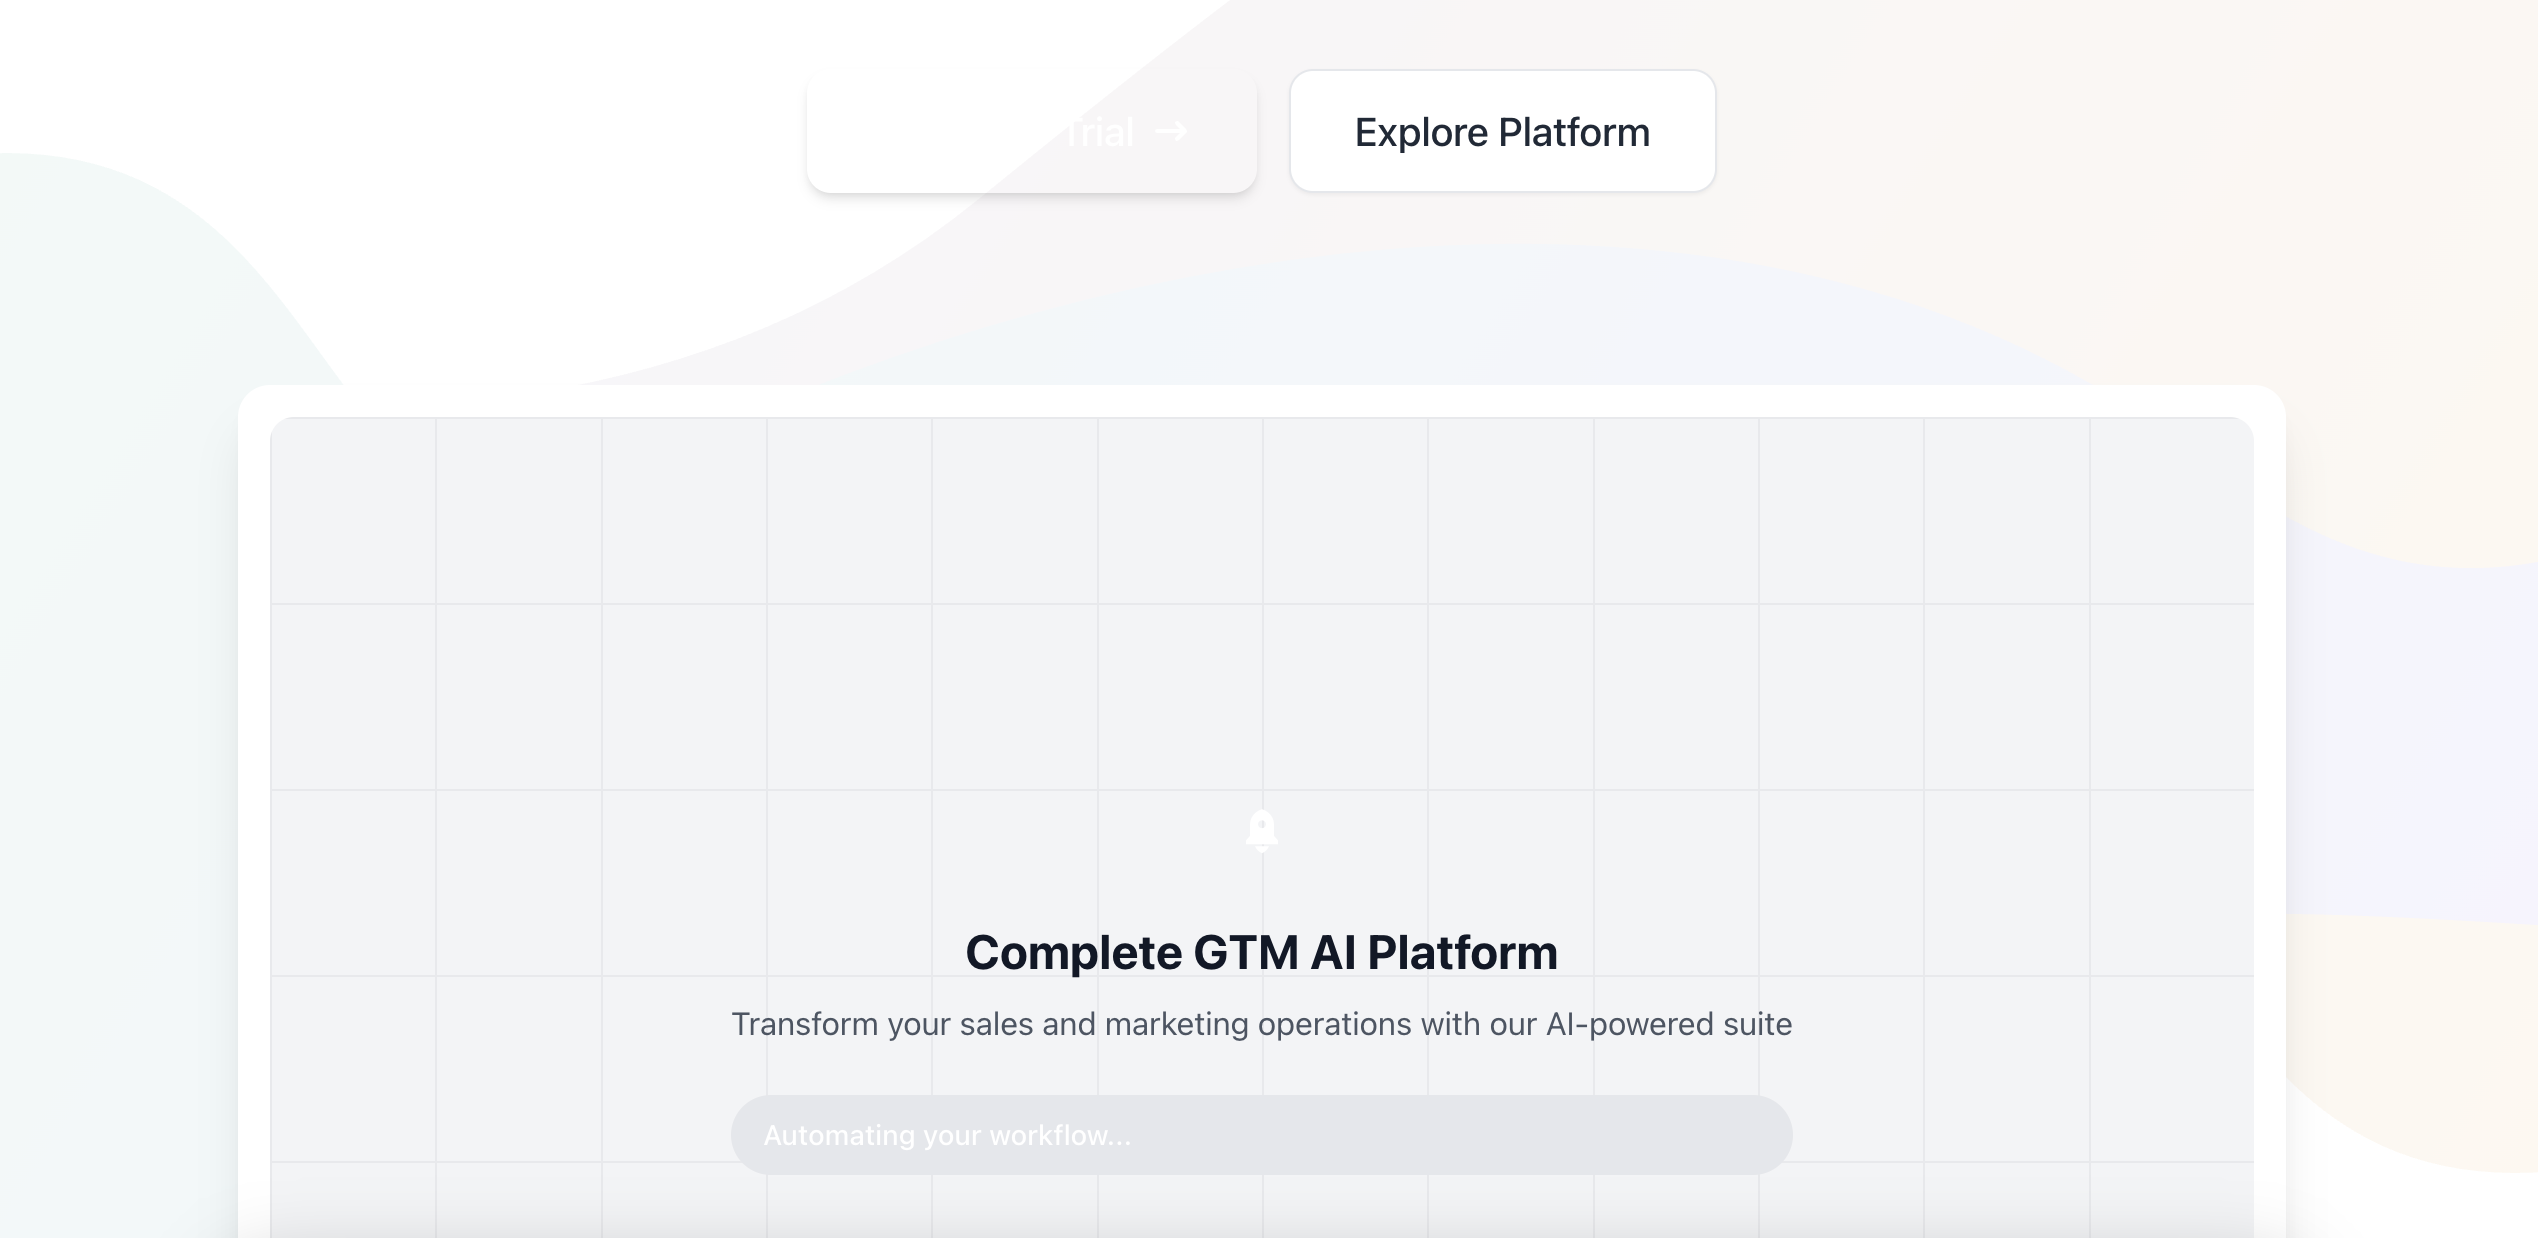 Trial →
Explore Platform
Complete GTM AI Platform
Transform your sales and marketing operations with our AI-powered suite
Automating your workflow...